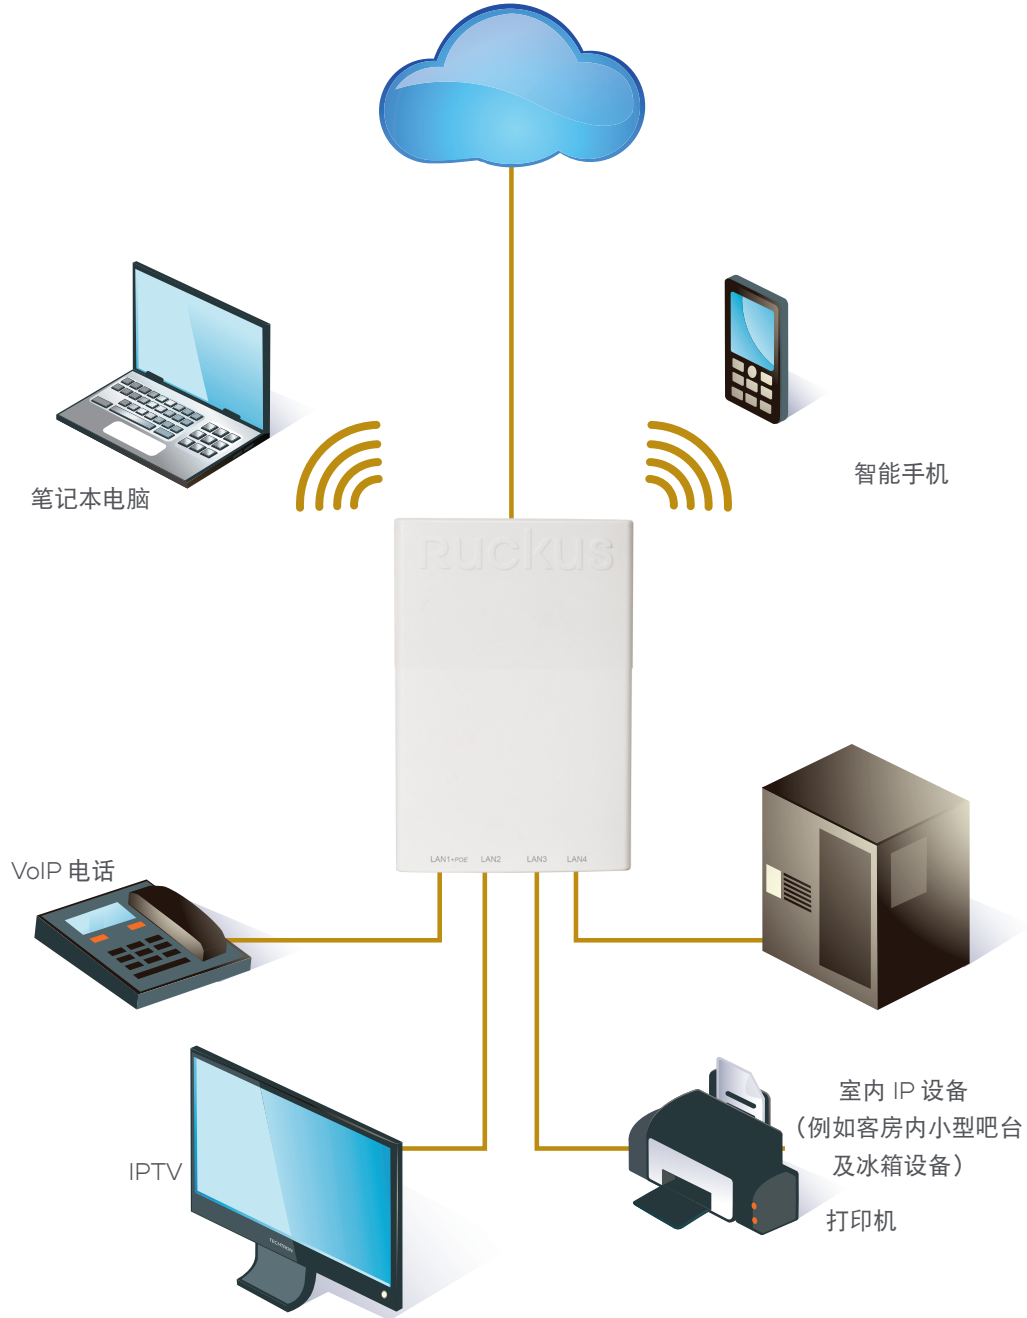 笔记本电脑
智能手机
Ruckus
LAN1+POE LAN2 LAN3 LAN4
VoIP 电话
室内 IP 设备
（例如客房内小型吧台
及冰箱设备）
IPTV
打印机
TECHTRON